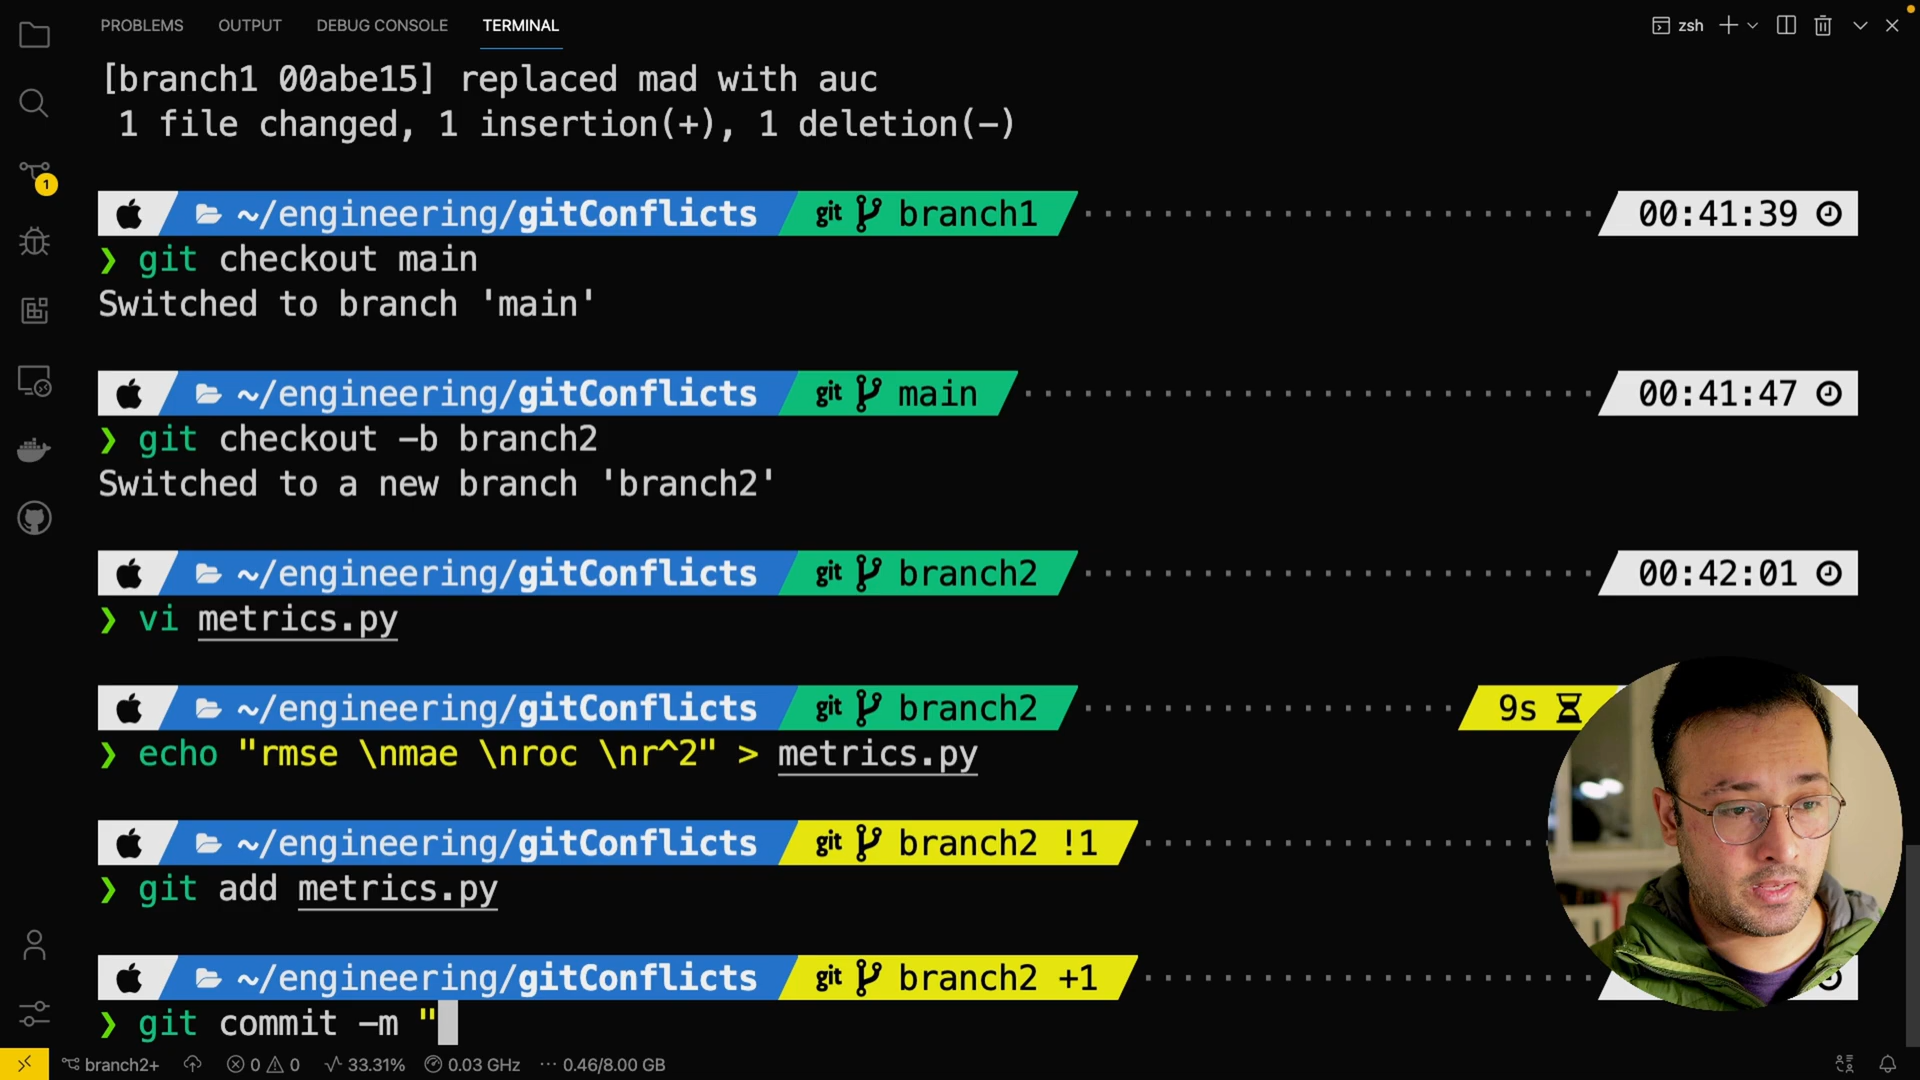 PROBLEMS OUTPUT DEBUG CONSOLE TERMINAL zsh
[branch1 00abe15] replaced mad with auc
1 file changed, 1 insertion(+), 1 deletion(-)
~/engineering/gitConflicts git branch1 00:41:39
❯ git checkout main
Switched to branch 'main'
~/engineering/gitConflicts git main 00:41:47
❯ git checkout -b branch2
Switched to a new branch 'branch2'
~/engineering/gitConflicts git branch2 00:42:01
❯ vi metrics.py
~/engineering/gitConflicts git branch2 9s
❯ echo "rmse \nmae \nroc \nr^2" > metrics.py
~/engineering/gitConflicts git branch2 !1
❯ git add metrics.py
~/engineering/gitConflicts git branch2 +1
❯ git commit -m "
1
branch2+ 0 0 33.31% 0.03 GHz ··· 0.46/8.00 GB